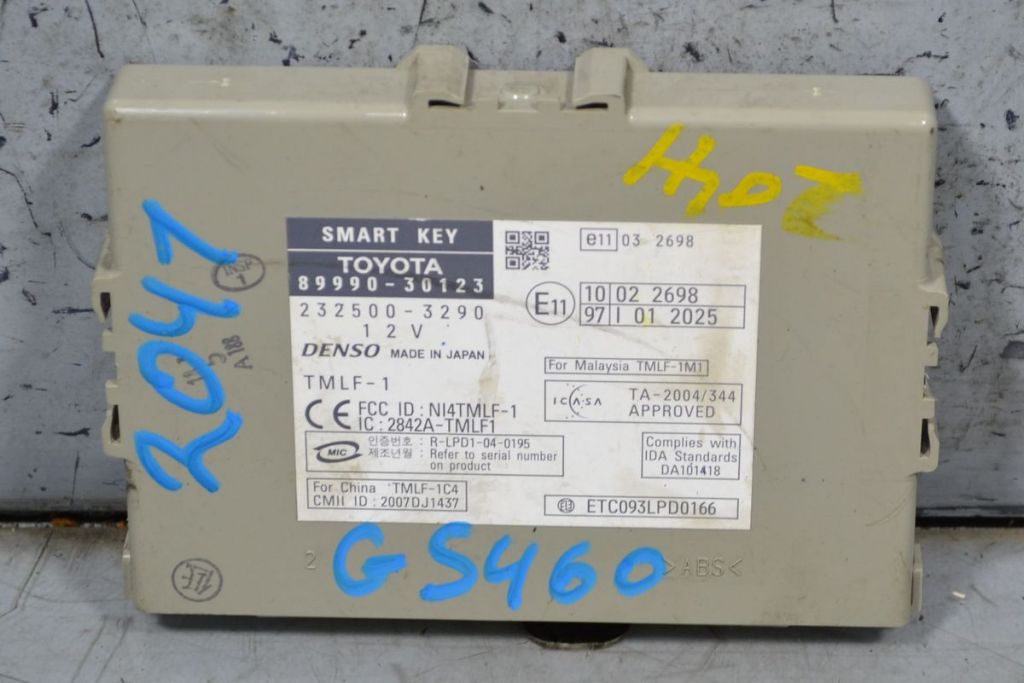 SMART KEY
TOYOTA
89990-30123
232500-3290
12V
DENSO MADE IN JAPAN
TMLF-1
CE FCC ID : NI4TMLF-1
IC : 2842A-TMLF1
MIC 인증번호 : R-LPD1-04-0195
제조년월 : Refer to serial number
on product
For China TMLF-1C4
CMII ID : 2007DJ1437
e11 03 2698
E11 10 02 2698
97 I 01 2025
For Malaysia TMLF-1M1
ICASA TA-2004/344
APPROVED
Complies with
IDA Standards
DA101418
ETC093LPD0166
2047
GS460
2
>ABS<